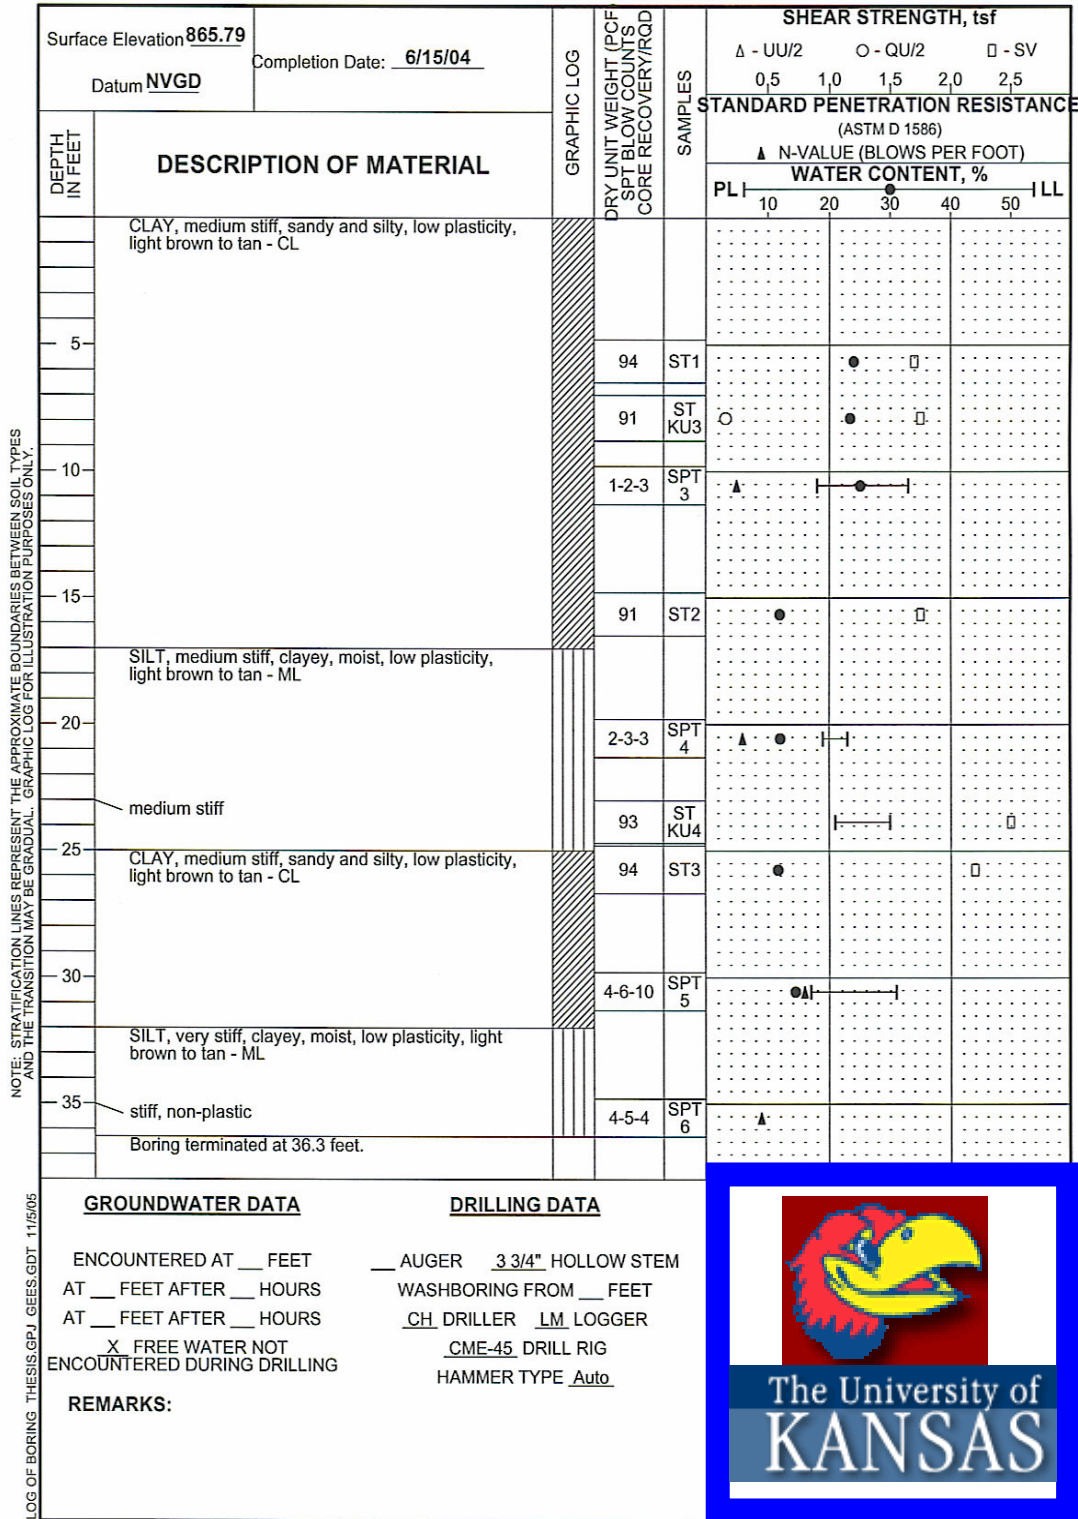 Surface Elevation 865.79
Datum NVGD
Completion Date: 6/15/04
DEPTH
IN FEET
DESCRIPTION OF MATERIAL
GRAPHIC LOG
DRY UNIT WEIGHT (PCF)
SPT BLOW COUNTS
CORE RECOVERY/RQD
SAMPLES
SHEAR STRENGTH, tsf
Δ - UU/2 ○ - QU/2 □ - SV
0,5 1,0 1,5 2,0 2,5
STANDARD PENETRATION RESISTANCE
(ASTM D 1586)
▲ N-VALUE (BLOWS PER FOOT)
WATER CONTENT, %
PL LL
10 20 30 40 50
CLAY, medium stiff, sandy and silty, low plasticity,
light brown to tan - CL
5
94 ST1
91 ST
KU3
10
1-2-3 SPT
3
15
91 ST2
SILT, medium stiff, clayey, moist, low plasticity,
light brown to tan - ML
20
2-3-3 SPT
4
medium stiff
93 ST
KU4
25
CLAY, medium stiff, sandy and silty, low plasticity,
light brown to tan - CL
94 ST3
30
4-6-10 SPT
5
SILT, very stiff, clayey, moist, low plasticity, light
brown to tan - ML
35
stiff, non-plastic
4-5-4 SPT
6
Boring terminated at 36.3 feet.
NOTE: STRATIFICATION LINES REPRESENT THE APPROXIMATE BOUNDARIES BETWEEN SOIL TYPES
AND THE TRANSITION MAY BE GRADUAL. GRAPHIC LOG FOR ILLUSTRATION PURPOSES ONLY.
LOG OF BORING THESIS.GPJ GEES.GDT 11/5/05
GROUNDWATER DATA
ENCOUNTERED AT __ FEET
AT __ FEET AFTER __ HOURS
AT __ FEET AFTER __ HOURS
X FREE WATER NOT
ENCOUNTERED DURING DRILLING
REMARKS:
DRILLING DATA
__ AUGER 3 3/4" HOLLOW STEM
WASHBORING FROM __ FEET
CH DRILLER LM LOGGER
CME-45 DRILL RIG
HAMMER TYPE Auto
The University of
KANSAS